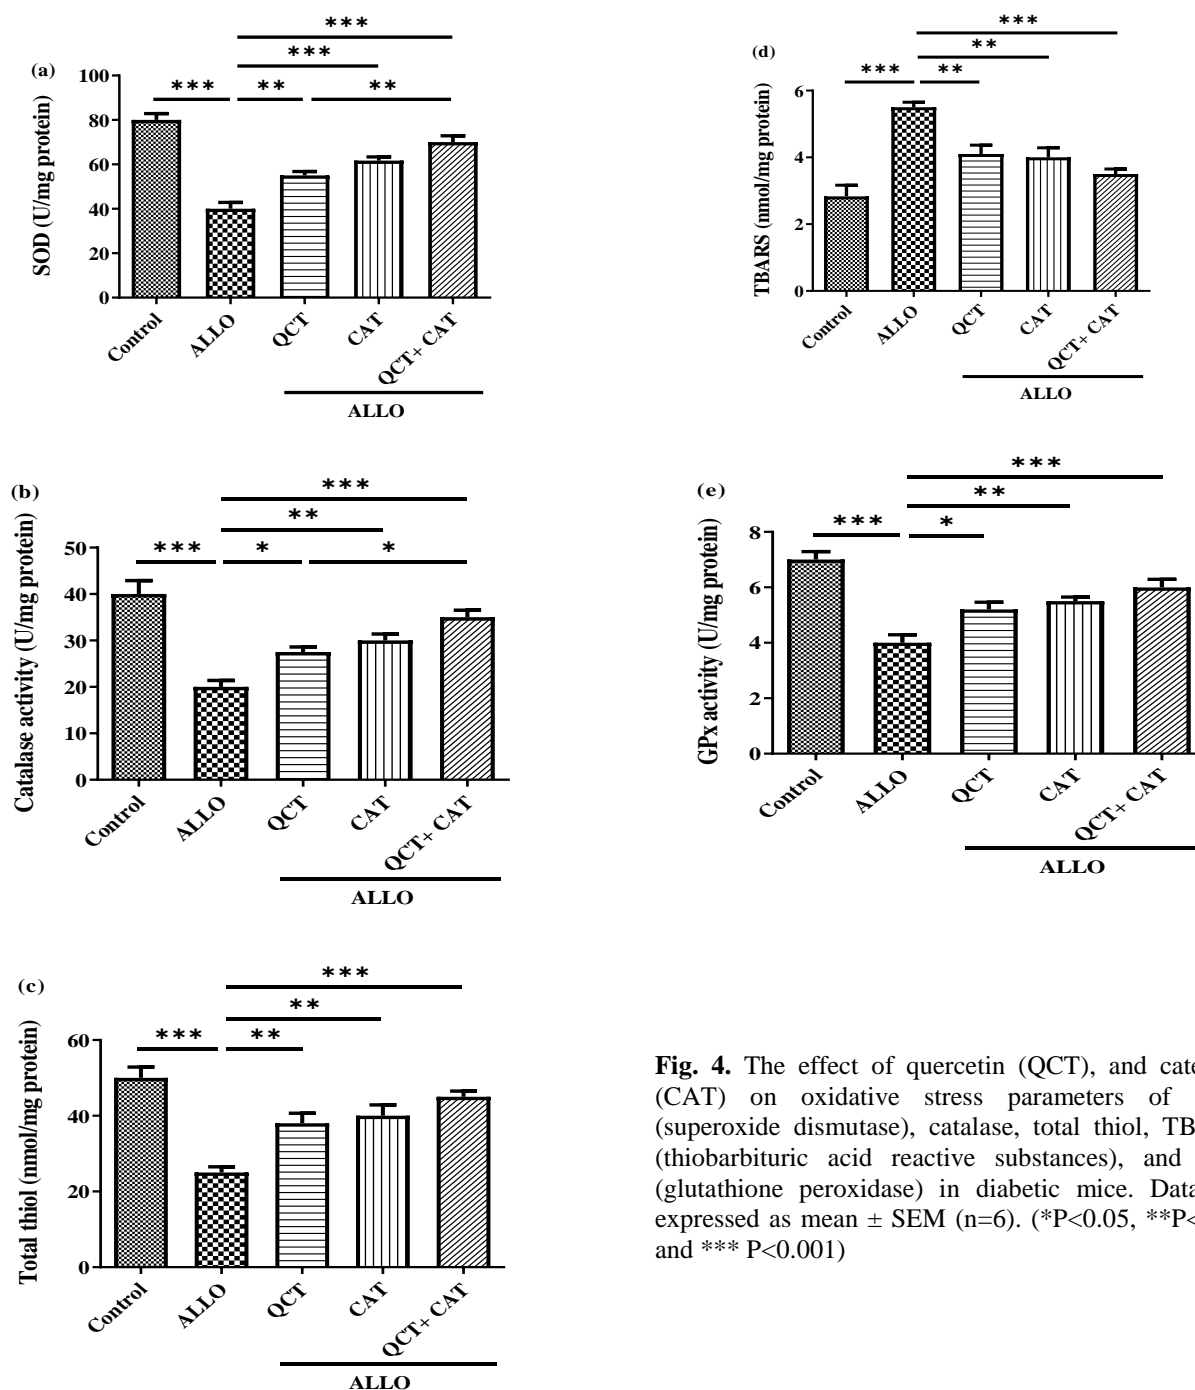 (a)
***
***
*** ** **
SOD (U/mg protein)
100
80
60
40
20
0
Control
ALLO
QCT
CAT
QCT+ CAT
ALLO
(d)
***
**
*** **
TBARS (nmol/mg protein)
6
4
2
0
Control
ALLO
QCT
CAT
QCT+ CAT
ALLO
(b)
***
**
*** * *
Catalase activity (U/mg protein)
50
40
30
20
10
0
Control
ALLO
QCT
CAT
QCT+ CAT
ALLO
(e)
***
**
*** *
GPx activity (U/mg protein)
8
6
4
2
0
Control
ALLO
QCT
CAT
QCT+ CAT
ALLO
(c)
***
**
*** **
Total thiol (nmol/mg protein)
60
40
20
0
Control
ALLO
QCT
CAT
QCT+ CAT
ALLO
Fig. 4. The effect of quercetin (QCT), and cate
(CAT) on oxidative stress parameters of
(superoxide dismutase), catalase, total thiol, TB
(thiobarbituric acid reactive substances), and
(glutathione peroxidase) in diabetic mice. Data
expressed as mean ± SEM (n=6). (*P<0.05, **P<
and *** P<0.001)